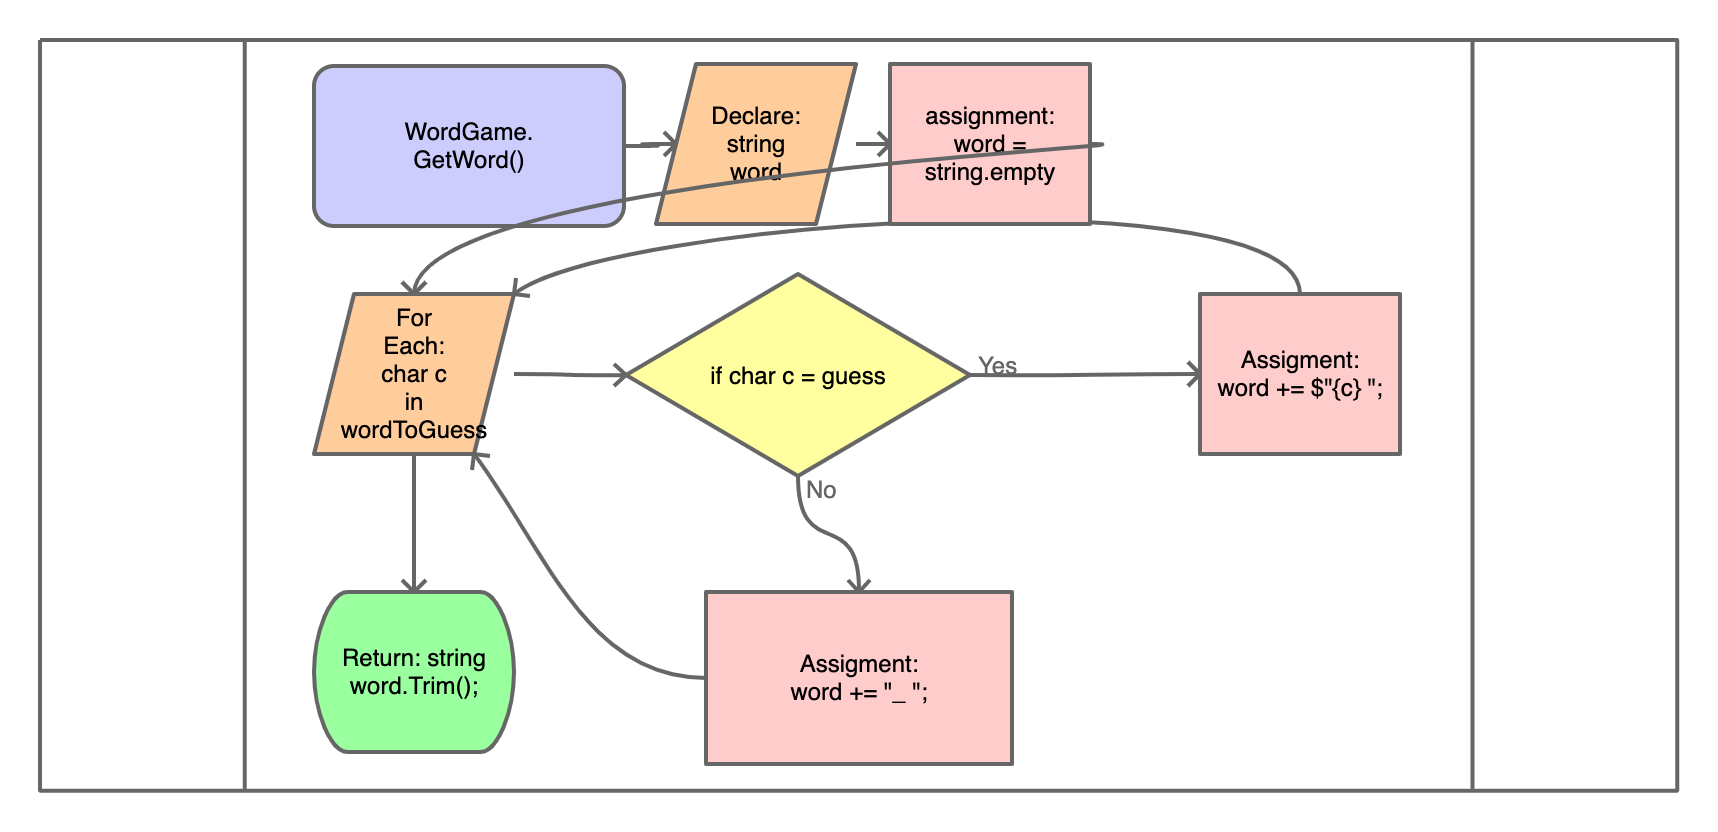 WordGame.
GetWord()
Declare:
string
word
assignment:
word =
string.empty
For
Each:
char c
in
wordToGuess
if char c = guess
Yes
Assigment:
word += $"{c} ";
No
Return: string
word.Trim();
Assigment:
word += "_ ";